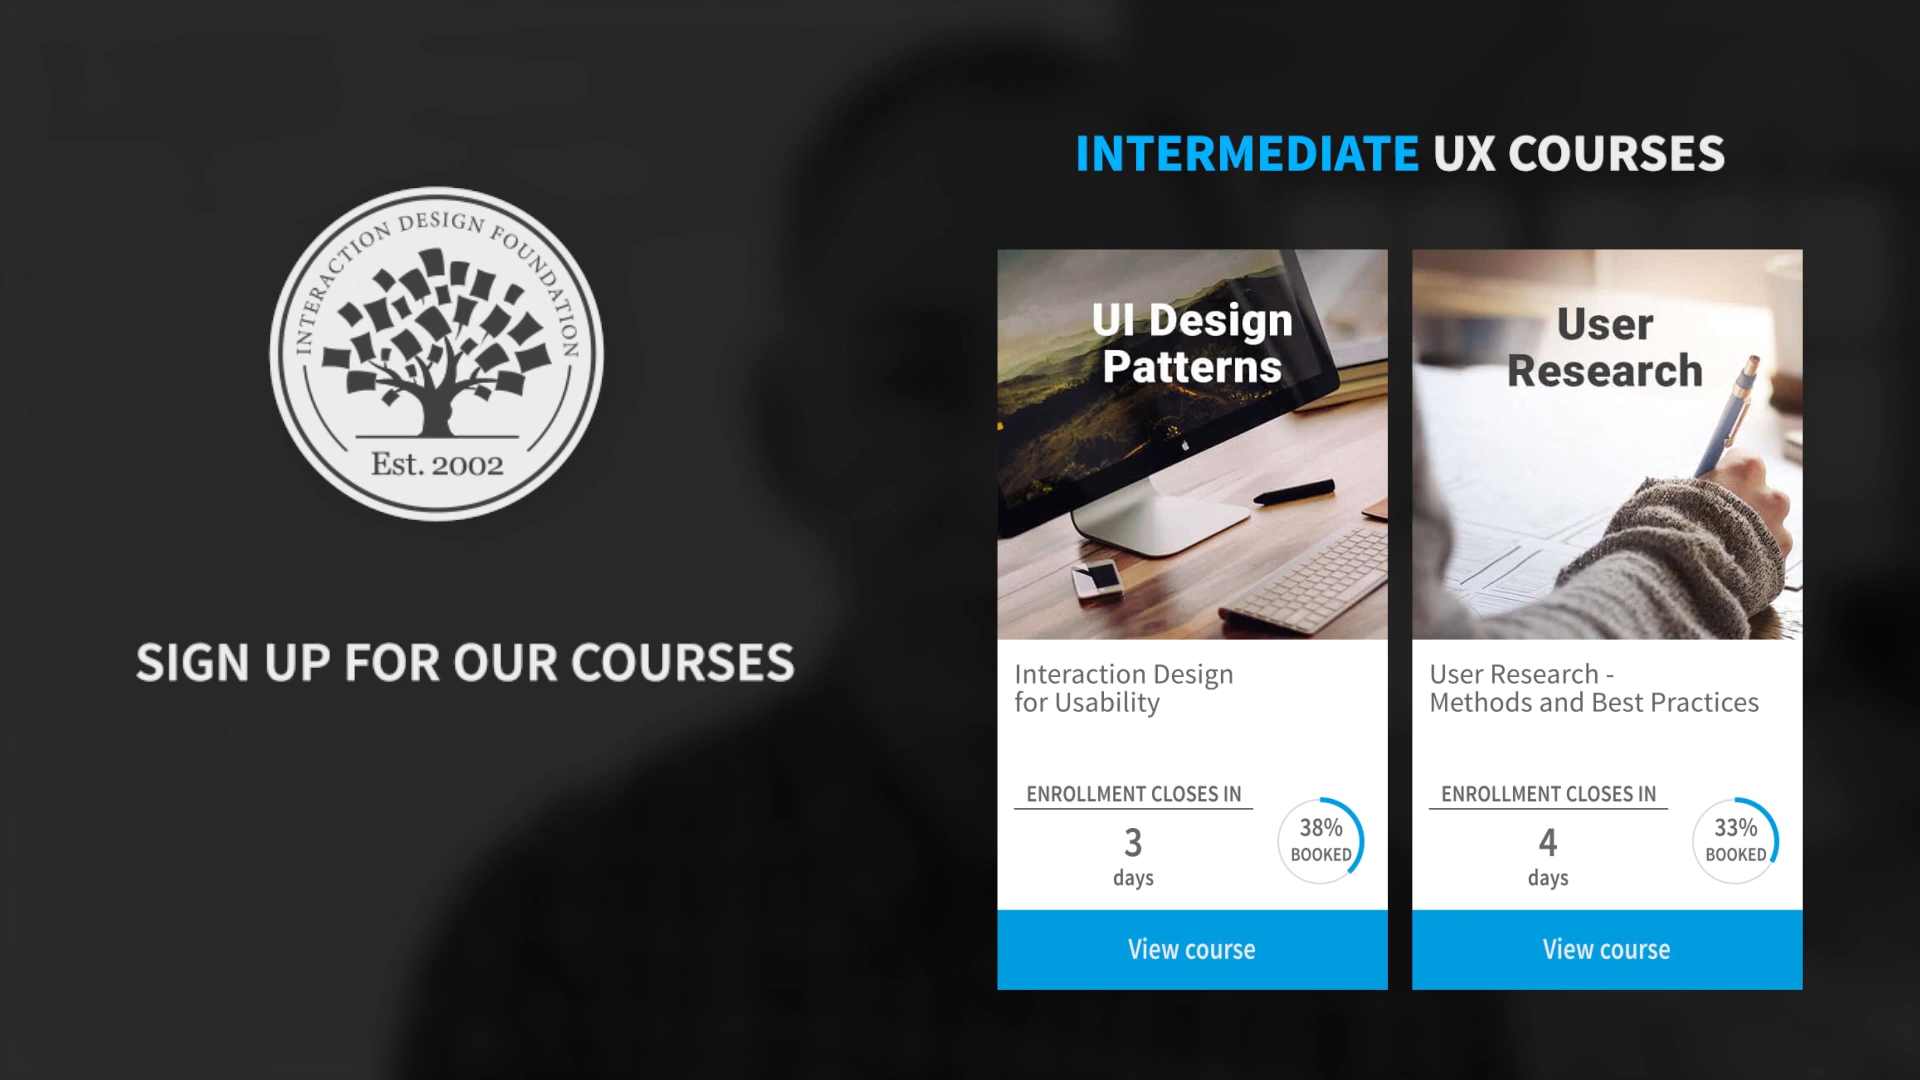 INTERACTION DESIGN FOUNDATION
Est. 2002
SIGN UP FOR OUR COURSES
INTERMEDIATE UX COURSES
UI Design
Patterns
Interaction Design
for Usability
ENROLLMENT CLOSES IN
3
days
38%
BOOKED
View course
User
Research
User Research -
Methods and Best Practices
ENROLLMENT CLOSES IN
4
days
33%
BOOKED
View course